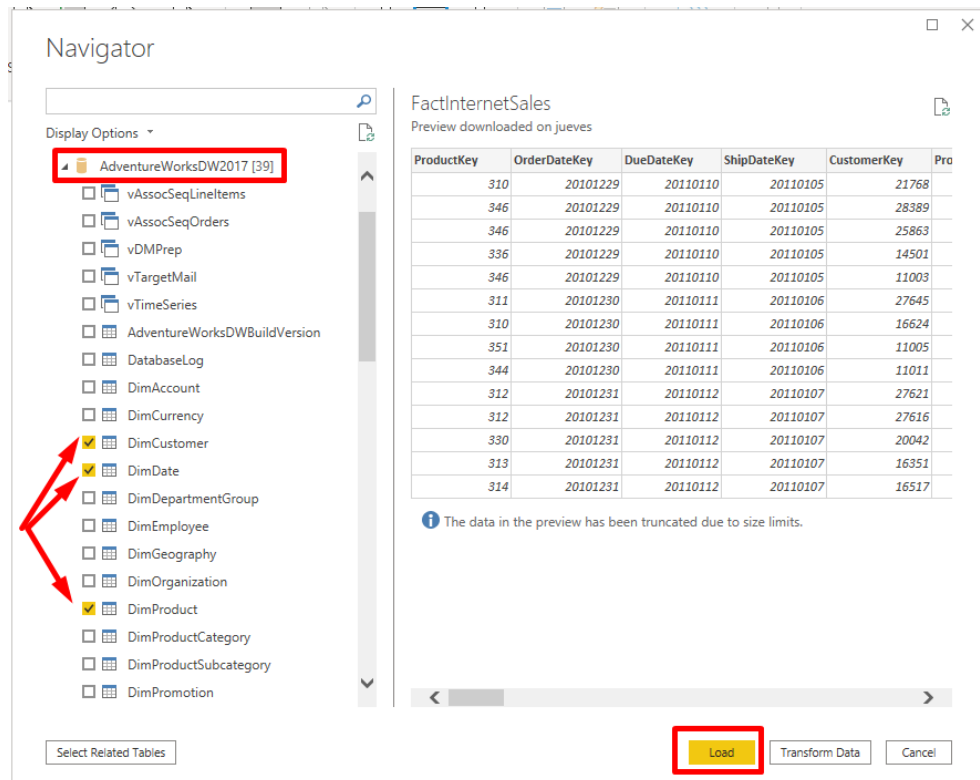 Navigator
Display Options
AdventureWorksDW2017 [39]
vAssocSeqLineItems
vAssocSeqOrders
vDMPrep
vTargetMail
vTimeSeries
AdventureWorksDWBuildVersion
DatabaseLog
DimAccount
DimCurrency
DimCustomer
DimDate
DimDepartmentGroup
DimEmployee
DimGeography
DimOrganization
DimProduct
DimProductCategory
DimProductSubcategory
DimPromotion
Select Related Tables
FactInternetSales
Preview downloaded on jueves
ProductKey OrderDateKey DueDateKey ShipDateKey CustomerKey Pro
310 20101229 20110110 20110105 21768
346 20101229 20110110 20110105 28389
346 20101229 20110110 20110105 25863
336 20101229 20110110 20110105 14501
346 20101229 20110110 20110105 11003
311 20101230 20110111 20110106 27645
310 20101230 20110111 20110106 16624
351 20101230 20110111 20110106 11005
344 20101230 20110111 20110106 11011
312 20101231 20110112 20110107 27621
312 20101231 20110112 20110107 27616
330 20101231 20110112 20110107 20042
313 20101231 20110112 20110107 16351
314 20101231 20110112 20110107 16517
The data in the preview has been truncated due to size limits.
Load Transform Data Cancel